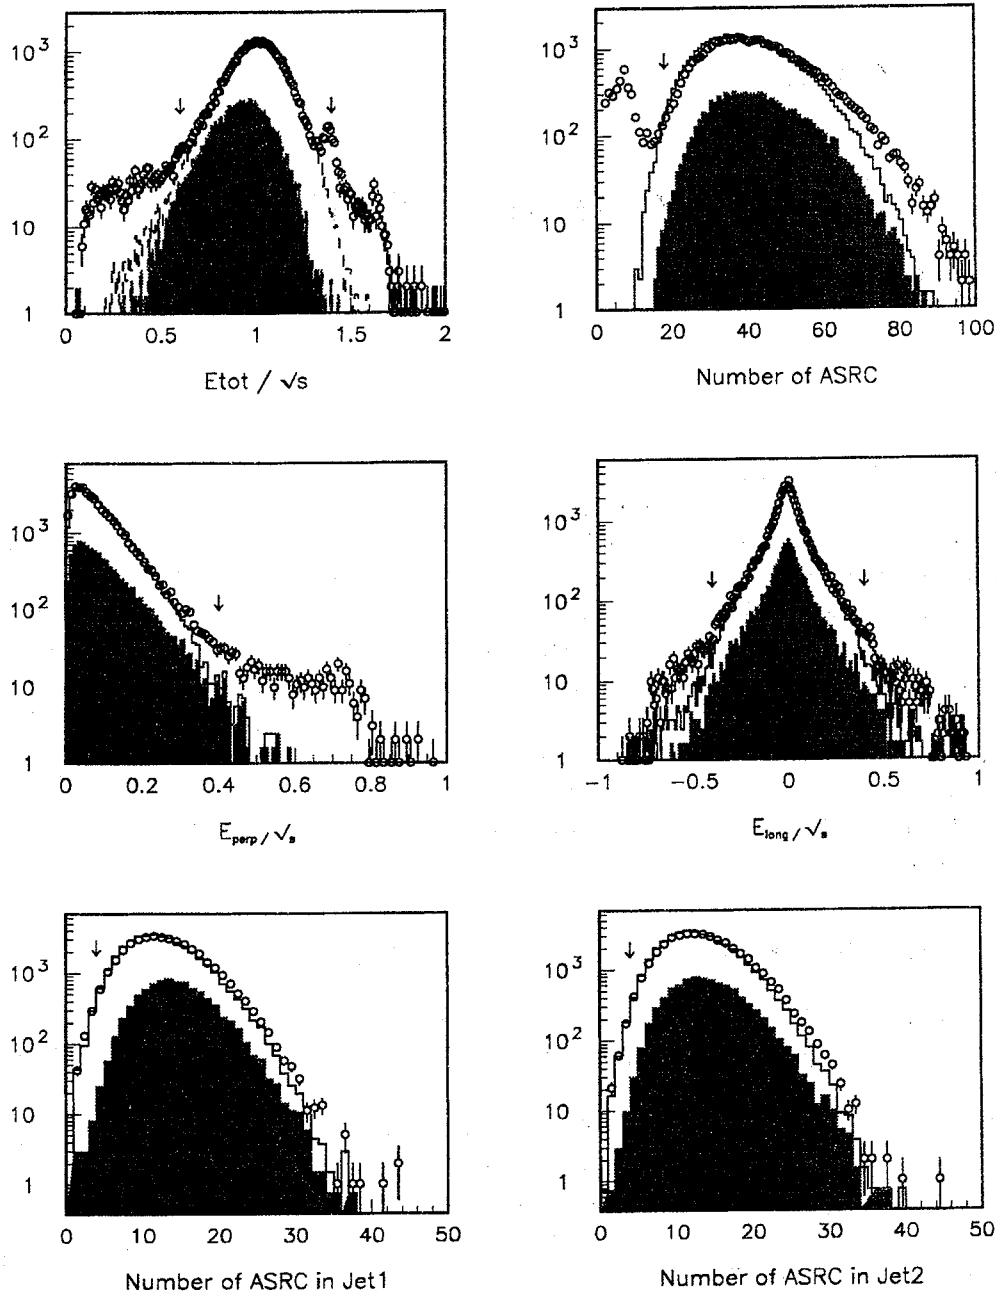 10³
10²
10
1
0 0.5 1 1.5 2
Etot / √s
10³
10²
10
1
0 20 40 60 80 100
Number of ASRC
10³
10²
10
1
0 0.2 0.4 0.6 0.8 1
E_perp / √s
10³
10²
10
1
−1 −0.5 0 0.5 1
E_long / √s
10³
10²
10
1
0 10 20 30 40 50
Number of ASRC in Jet1
10³
10²
10
1
0 10 20 30 40 50
Number of ASRC in Jet2